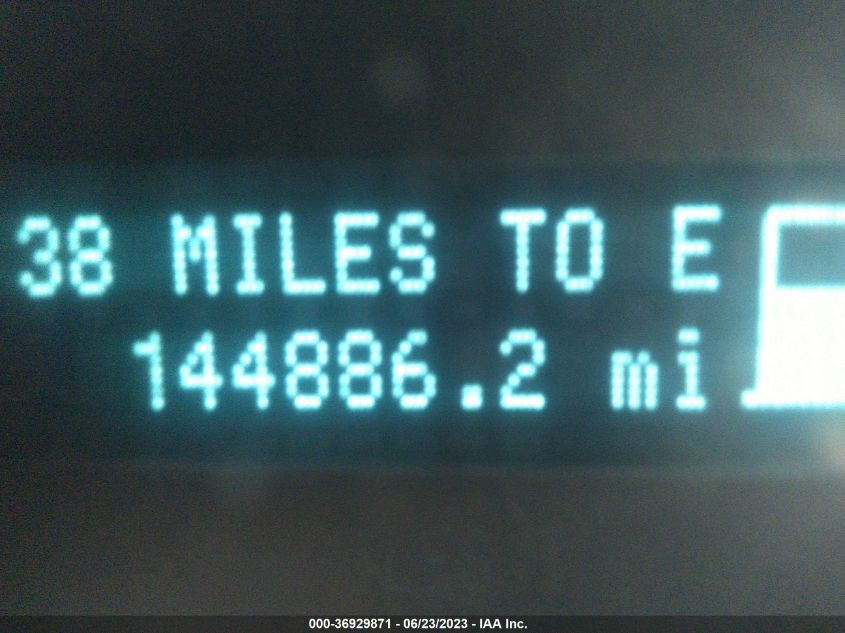 38 MILES TO E
144886.2 mi
000-36929871 - 06/23/2023 - IAA Inc.